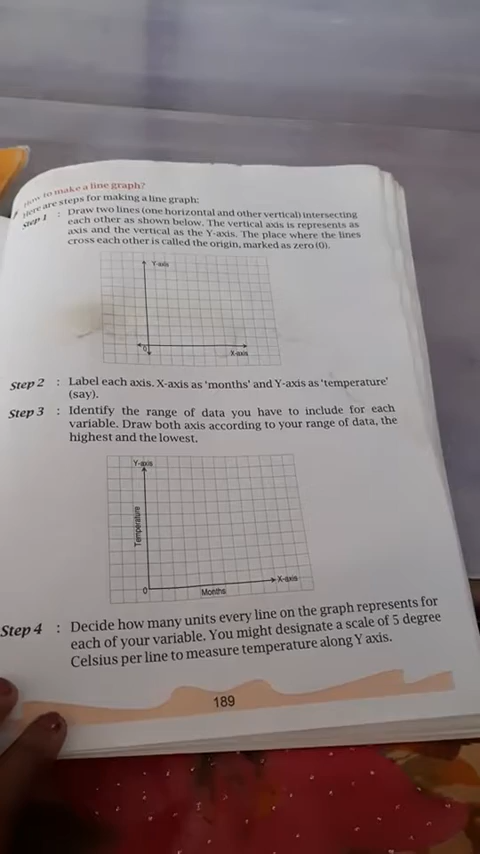 How to make a line graph?
Here are steps for making a line graph:
Step 1 : Draw two lines (one horizontal and other vertical) intersecting
each other as shown below. The vertical axis is represents as
axis and the vertical as the Y-axis. The place where the lines
cross each other is called the origin, marked as zero (0).
Y-axis
0
X-axis
Step 2 : Label each axis. X-axis as 'months' and Y-axis as 'temperature'
(say).
Step 3 : Identify the range of data you have to include for each
variable. Draw both axis according to your range of data, the
highest and the lowest.
Y-axis
Temperature
0
Months
X-axis
Step 4 : Decide how many units every line on the graph represents for
each of your variable. You might designate a scale of 5 degree
Celsius per line to measure temperature along Y axis.
189